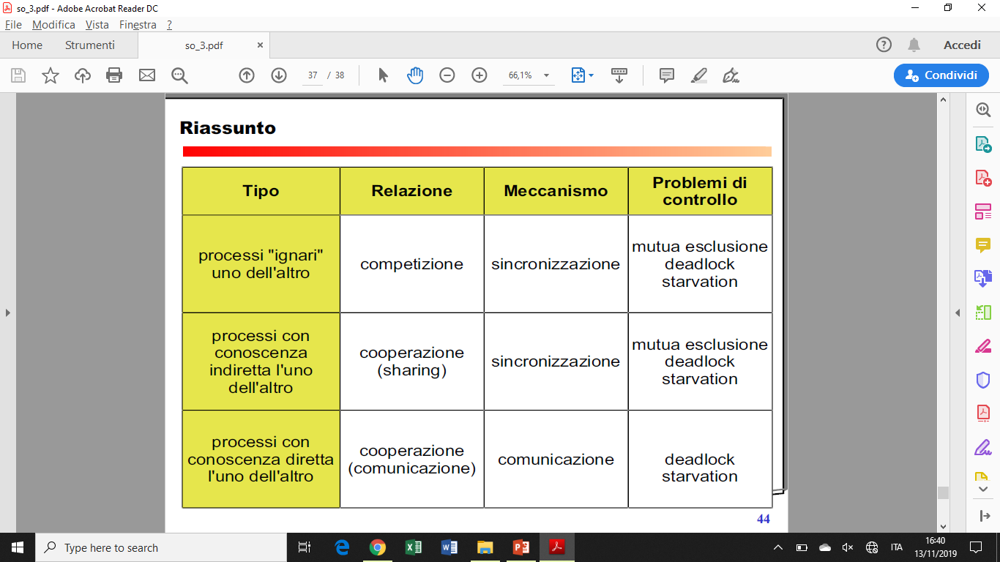 so_3.pdf - Adobe Acrobat Reader DC
File Modifica Vista Finestra ?
Home Strumenti so_3.pdf × Accedi
37 / 38 66,1% Condividi
Riassunto
Tipo Relazione Meccanismo Problemi di
controllo
processi "ignari"
uno dell'altro
competizione
sincronizzazione
mutua esclusione
deadlock
starvation
processi con
conoscenza
indiretta l'uno
dell'altro
cooperazione
(sharing)
sincronizzazione
mutua esclusione
deadlock
starvation
processi con
conoscenza diretta
l'uno dell'altro
cooperazione
(comunicazione)
comunicazione
deadlock
starvation
44
Type here to search
ITA
16:40
13/11/2019